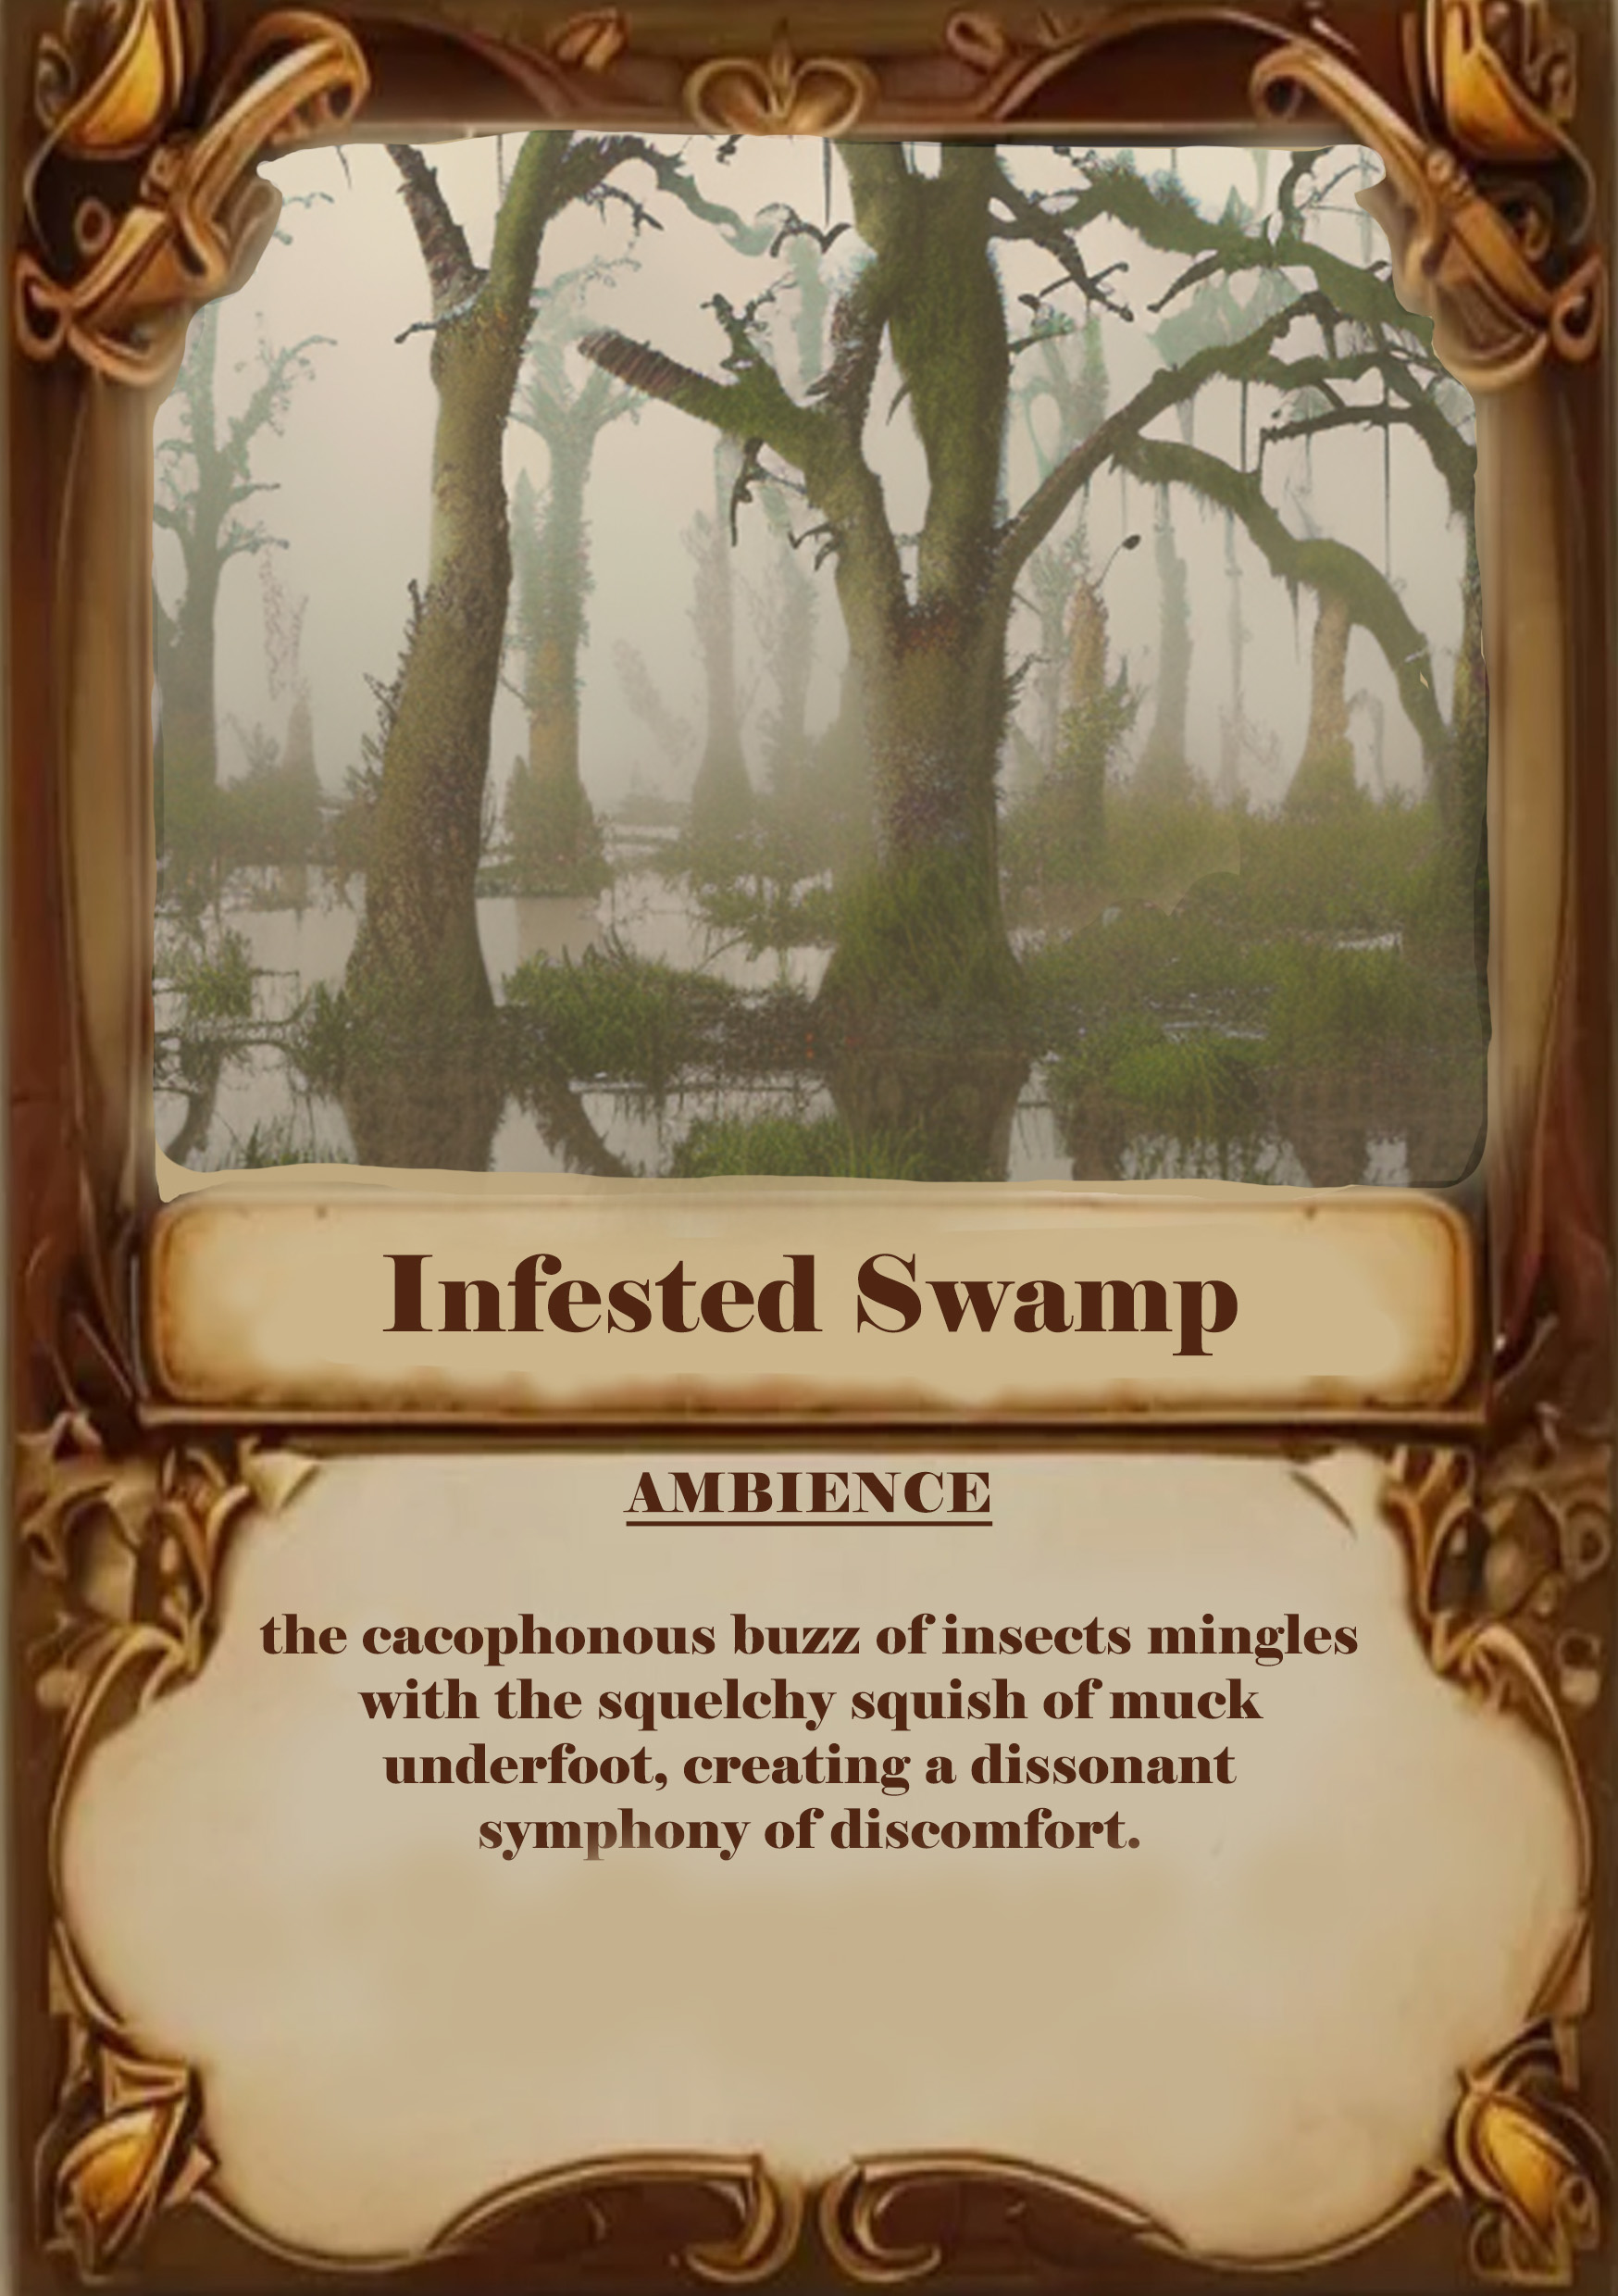 Infested Swamp
AMBIENCE
the cacophonous buzz of insects mingles
with the squelchy squish of muck
underfoot, creating a dissonant
symphony of discomfort.